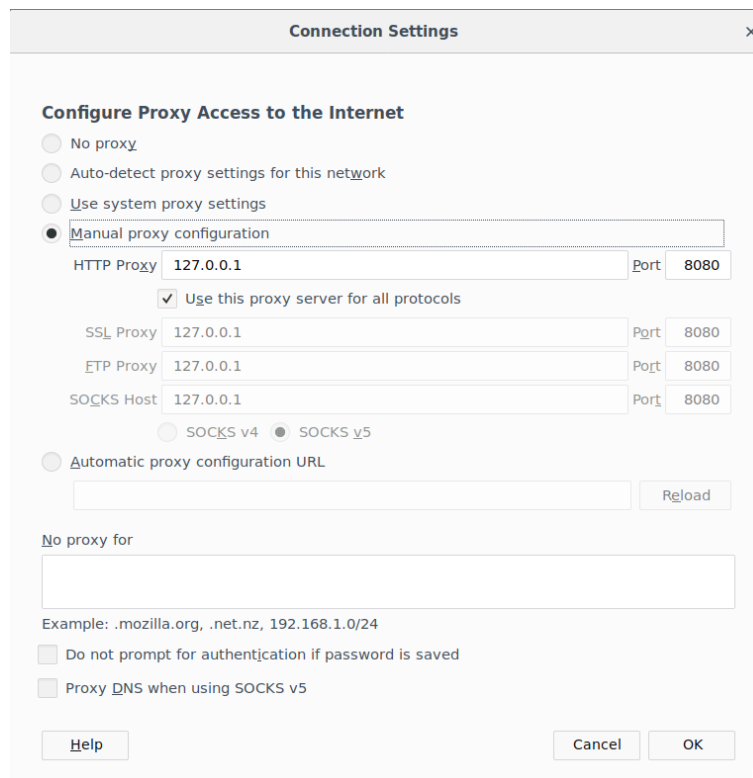 Connection Settings
Configure Proxy Access to the Internet
No proxy
Auto-detect proxy settings for this network
Use system proxy settings
Manual proxy configuration
HTTP Proxy 127.0.0.1 Port 8080
Use this proxy server for all protocols
SSL Proxy 127.0.0.1 Port 8080
FTP Proxy 127.0.0.1 Port 8080
SOCKS Host 127.0.0.1 Port 8080
SOCKS v4 SOCKS v5
Automatic proxy configuration URL
Reload
No proxy for
Example: .mozilla.org, .net.nz, 192.168.1.0/24
Do not prompt for authentication if password is saved
Proxy DNS when using SOCKS v5
Help Cancel OK